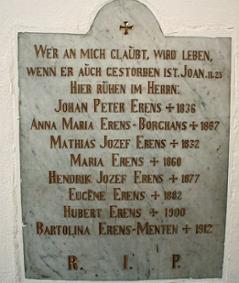 WER AN MICH GLAUBT, WIRD LEBEN,
WENN ER AUCH GESTORBEN IST. JOAN. 11.25
HIER RUHEN IM HERRN:
JOHAN PETER ERENS + 1836
ANNA MARIA ERENS-BORGHANS + 1867
MATHIAS JOZEF ERENS + 1832
MARIA ERENS + 1860
HENDRIK JOZEF ERENS + 1877
EUGÈNE ERENS + 1882
HUBERT ERENS + 1900
BARTOLINA ERENS-MENTEN + 1912
R. I. P.